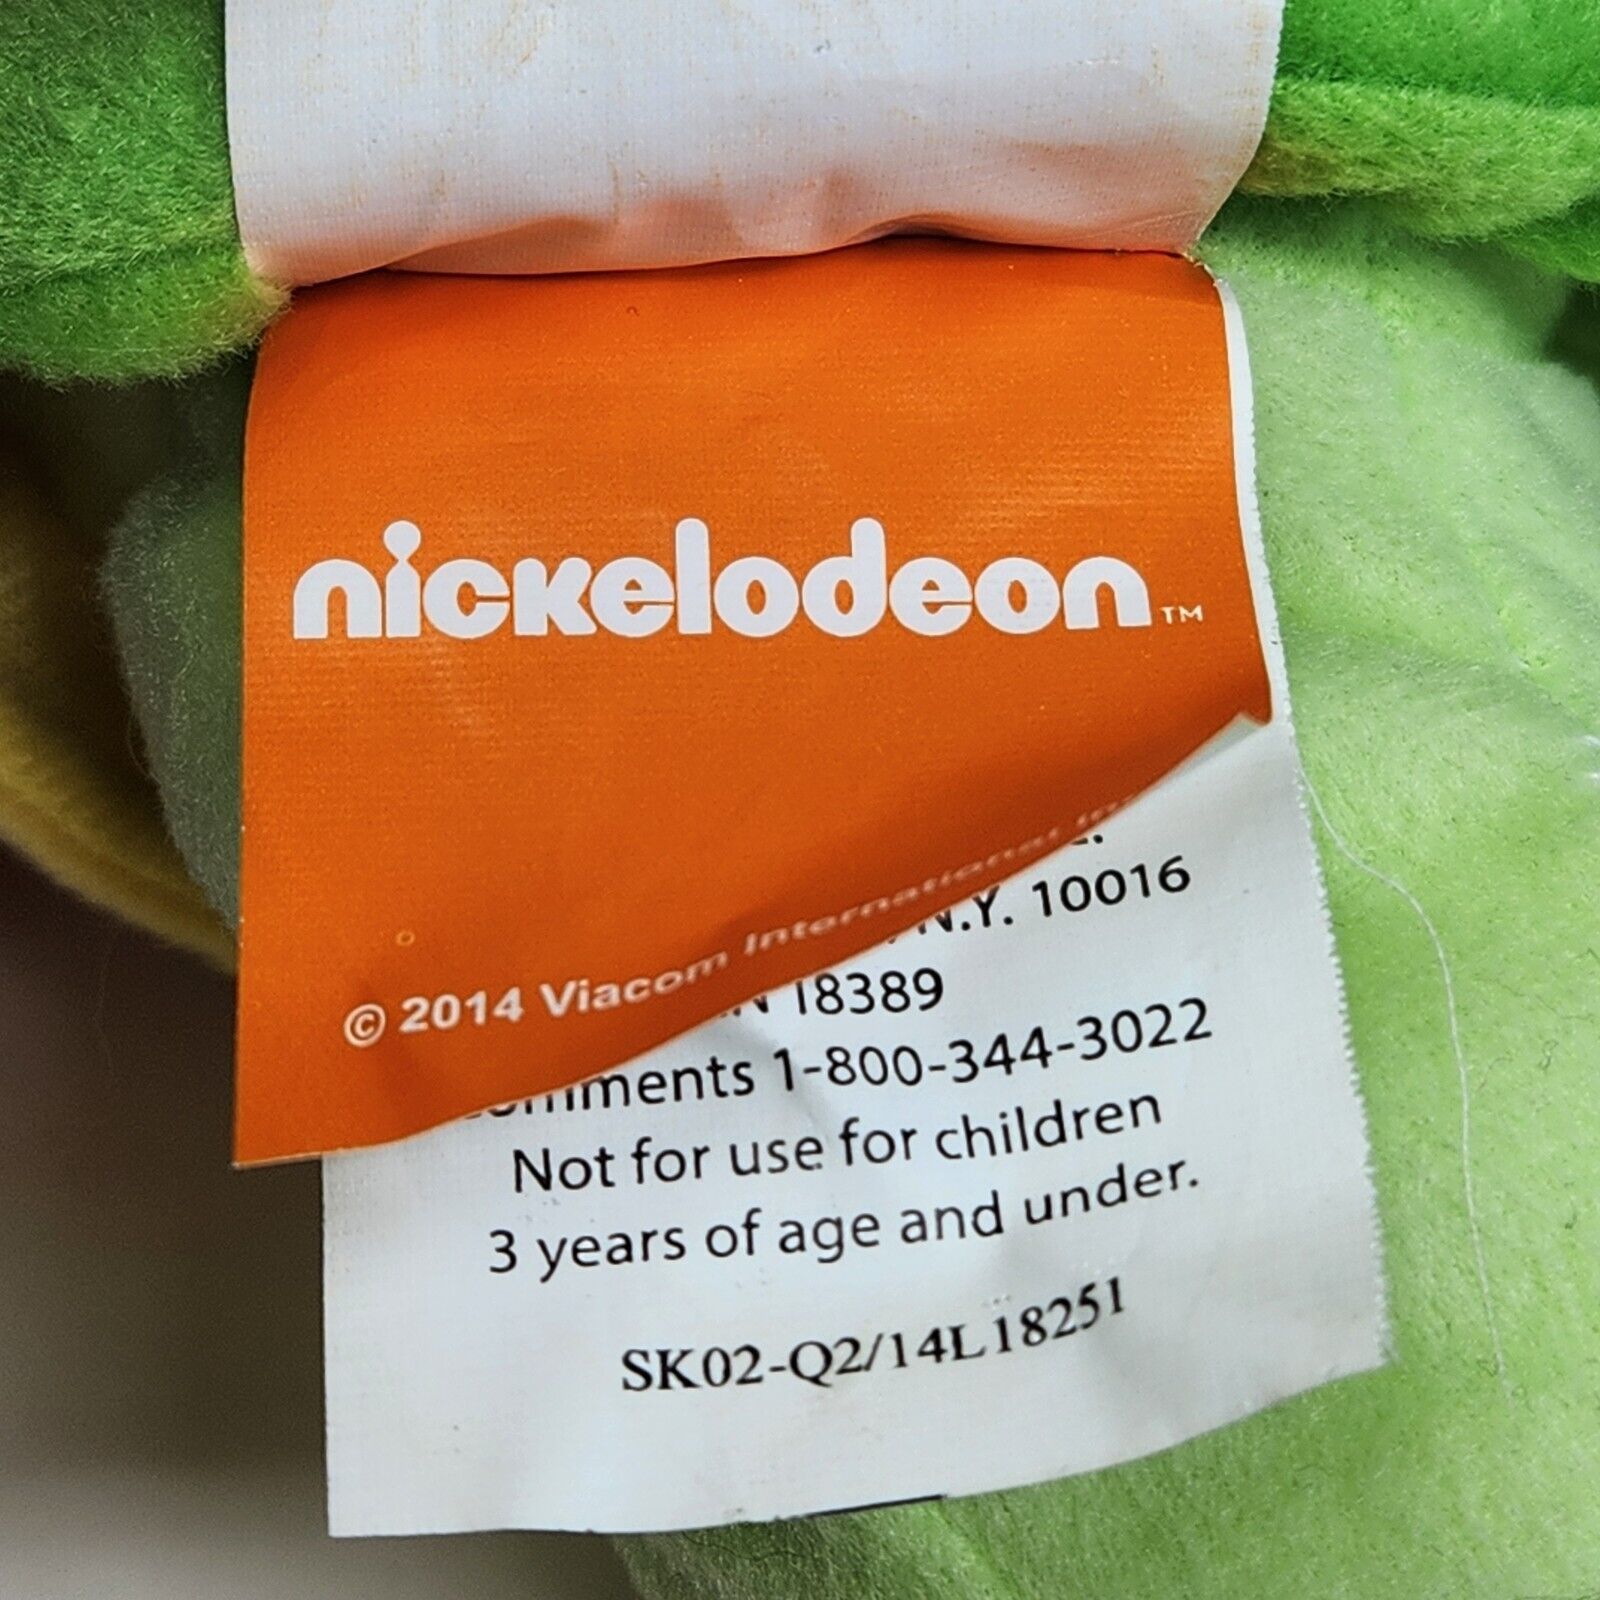 nickelodeon™
© 2014 Viacom International
N.Y. 10016
18389
1-800-344-3022
Not for use for children
3 years of age and under.
SK02-Q2/14L18251